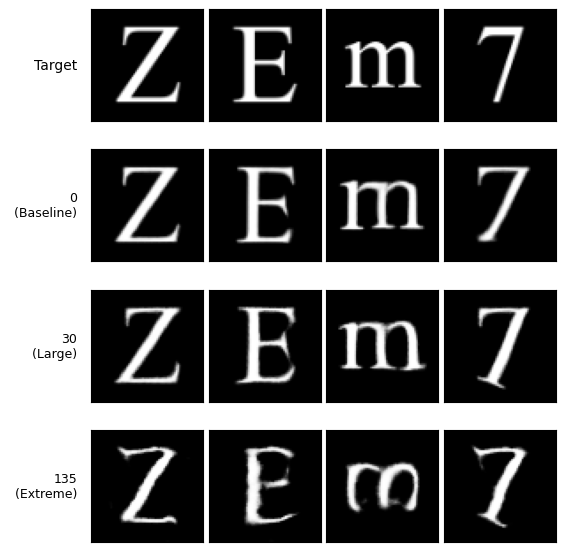 Target Z E m 7
0
(Baseline) Z E m 7
30
(Large) Z E m 7
135
(Extreme) Z E m 7